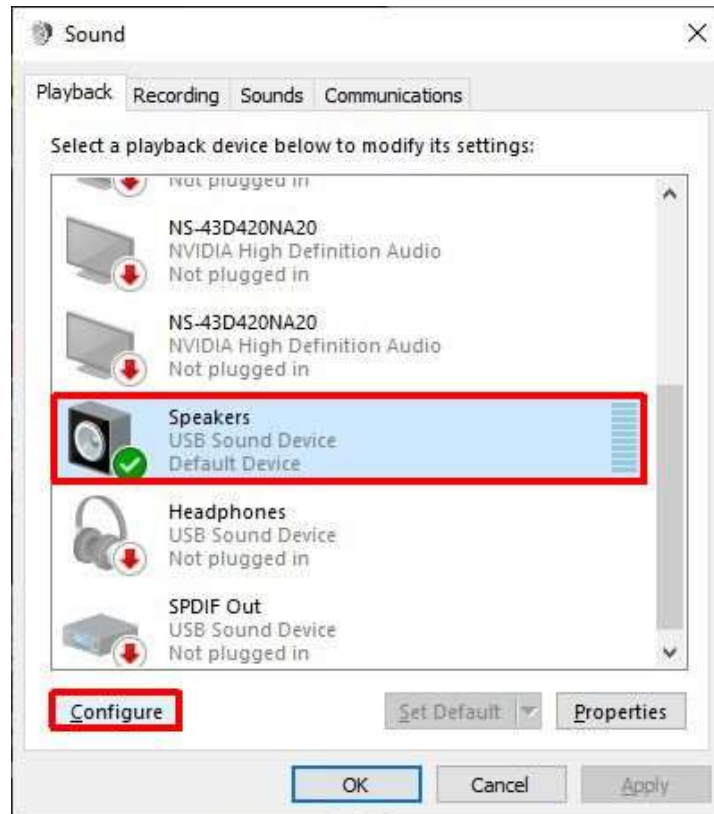 Sound
Playback Recording Sounds Communications
Select a playback device below to modify its settings:
Not plugged in
NS-43D420NA20
NVIDIA High Definition Audio
Not plugged in
NS-43D420NA20
NVIDIA High Definition Audio
Not plugged in
Speakers
USB Sound Device
Default Device
Headphones
USB Sound Device
Not plugged in
SPDIF Out
USB Sound Device
Not plugged in
Configure Set Default Properties
OK Cancel Apply